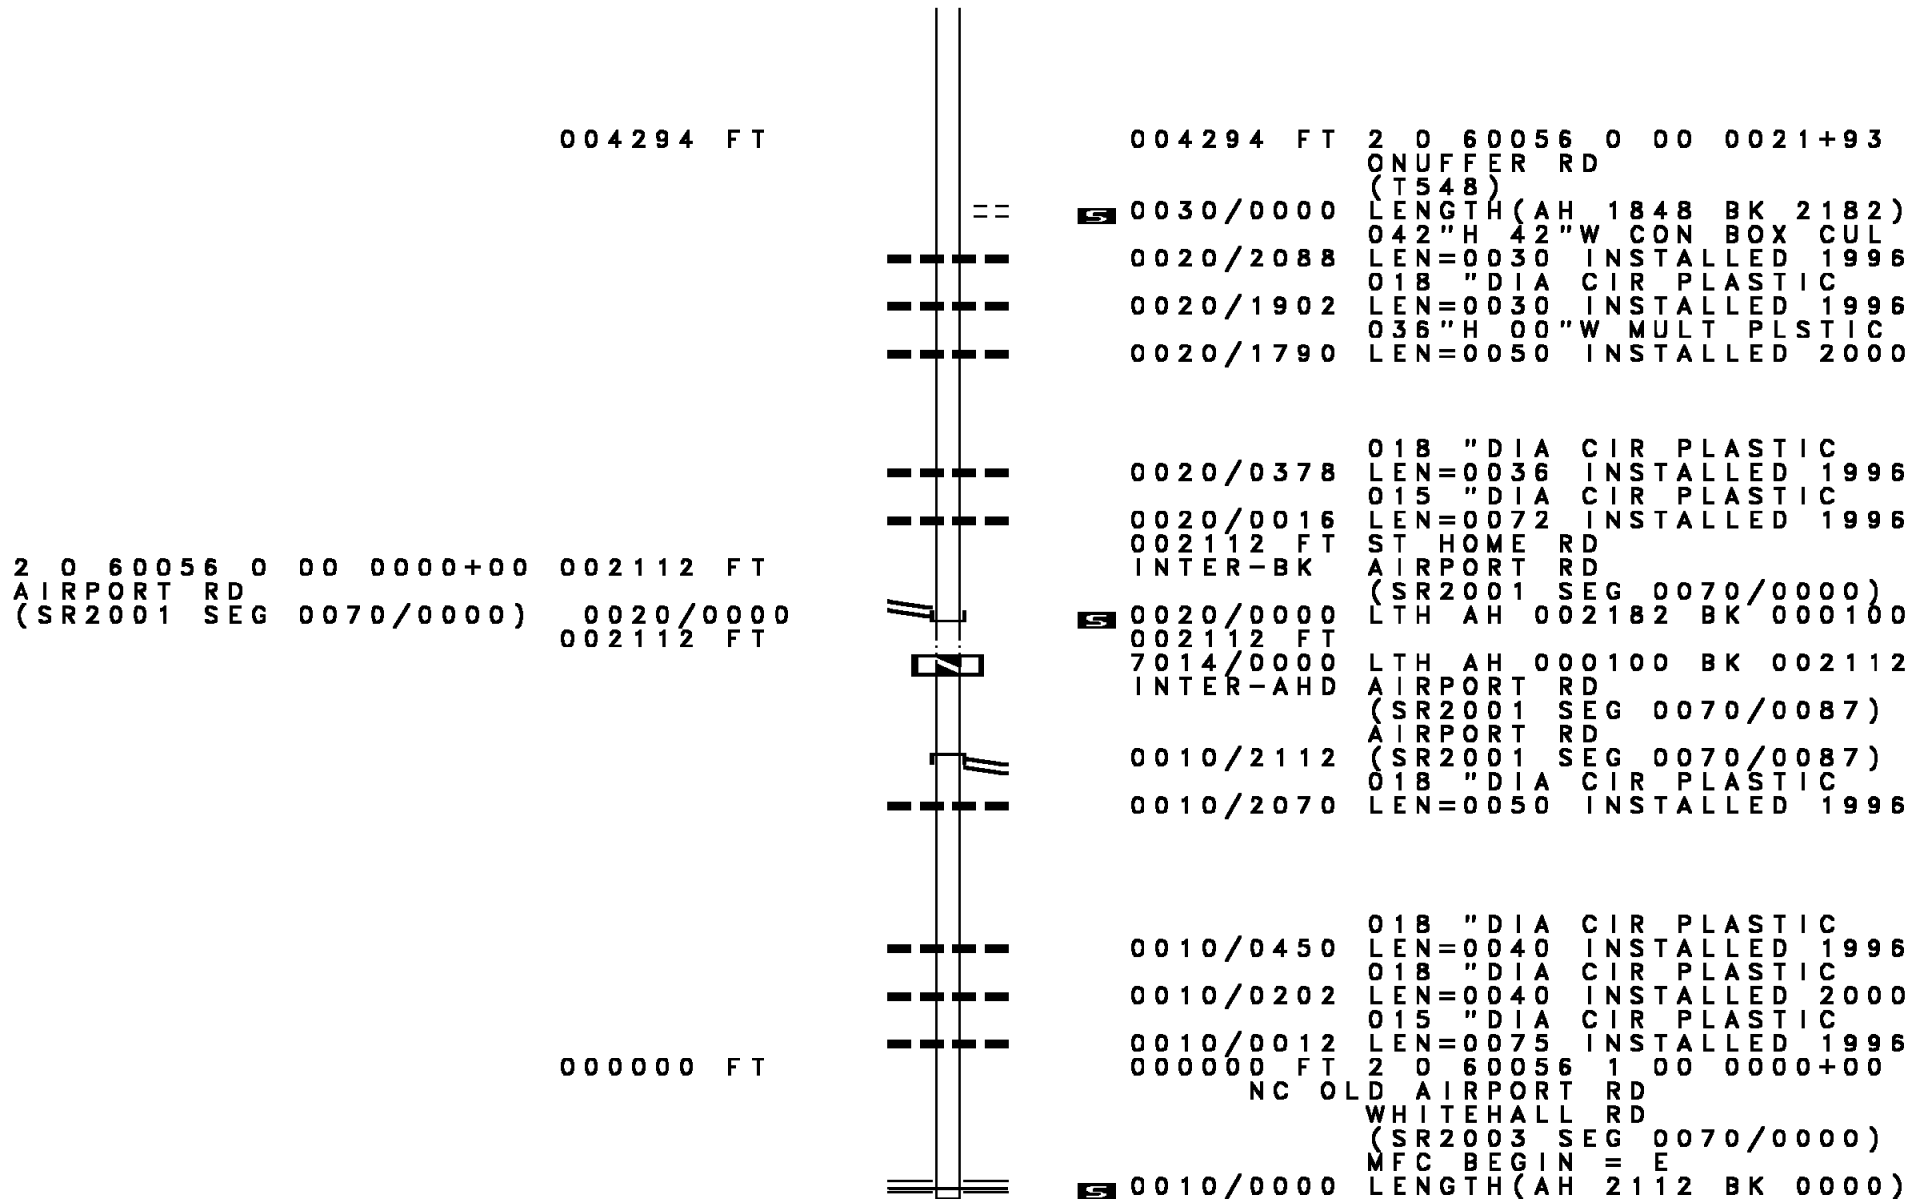 004294 FT 004294 FT 2 0 60056 0 00 0021+93
ONUFFER RD
(T548)
S 0030/0000 LENGTH(AH 1848 BK 2182)
042"H 42"W CON BOX CUL
0020/2088 LEN=0030 INSTALLED 1996
018 "DIA CIR PLASTIC
0020/1902 LEN=0030 INSTALLED 1996
036"H 00"W MULT PLSTIC
0020/1790 LEN=0050 INSTALLED 2000
018 "DIA CIR PLASTIC
0020/0378 LEN=0036 INSTALLED 1996
015 "DIA CIR PLASTIC
0020/0016 LEN=0072 INSTALLED 1996
002112 FT ST HOME RD
2 0 60056 0 00 0000+00 002112 FT INTER-BK AIRPORT RD
AIRPORT RD (SR2001 SEG 0070/0000)
(SR2001 SEG 0070/0000) 0020/0000 S 0020/0000 LTH AH 002182 BK 000100
002112 FT 002112 FT
7014/0000 LTH AH 000100 BK 002112
INTER-AHD AIRPORT RD
(SR2001 SEG 0070/0087)
AIRPORT RD
0010/2112 (SR2001 SEG 0070/0087)
018 "DIA CIR PLASTIC
0010/2070 LEN=0050 INSTALLED 1996
018 "DIA CIR PLASTIC
0010/0450 LEN=0040 INSTALLED 1996
018 "DIA CIR PLASTIC
0010/0202 LEN=0040 INSTALLED 2000
015 "DIA CIR PLASTIC
0010/0012 LEN=0075 INSTALLED 1996
000000 FT 000000 FT 2 0 60056 1 00 0000+00
NC OLD AIRPORT RD
WHITEHALL RD
(SR2003 SEG 0070/0000)
MFC BEGIN = E
S 0010/0000 LENGTH(AH 2112 BK 0000)